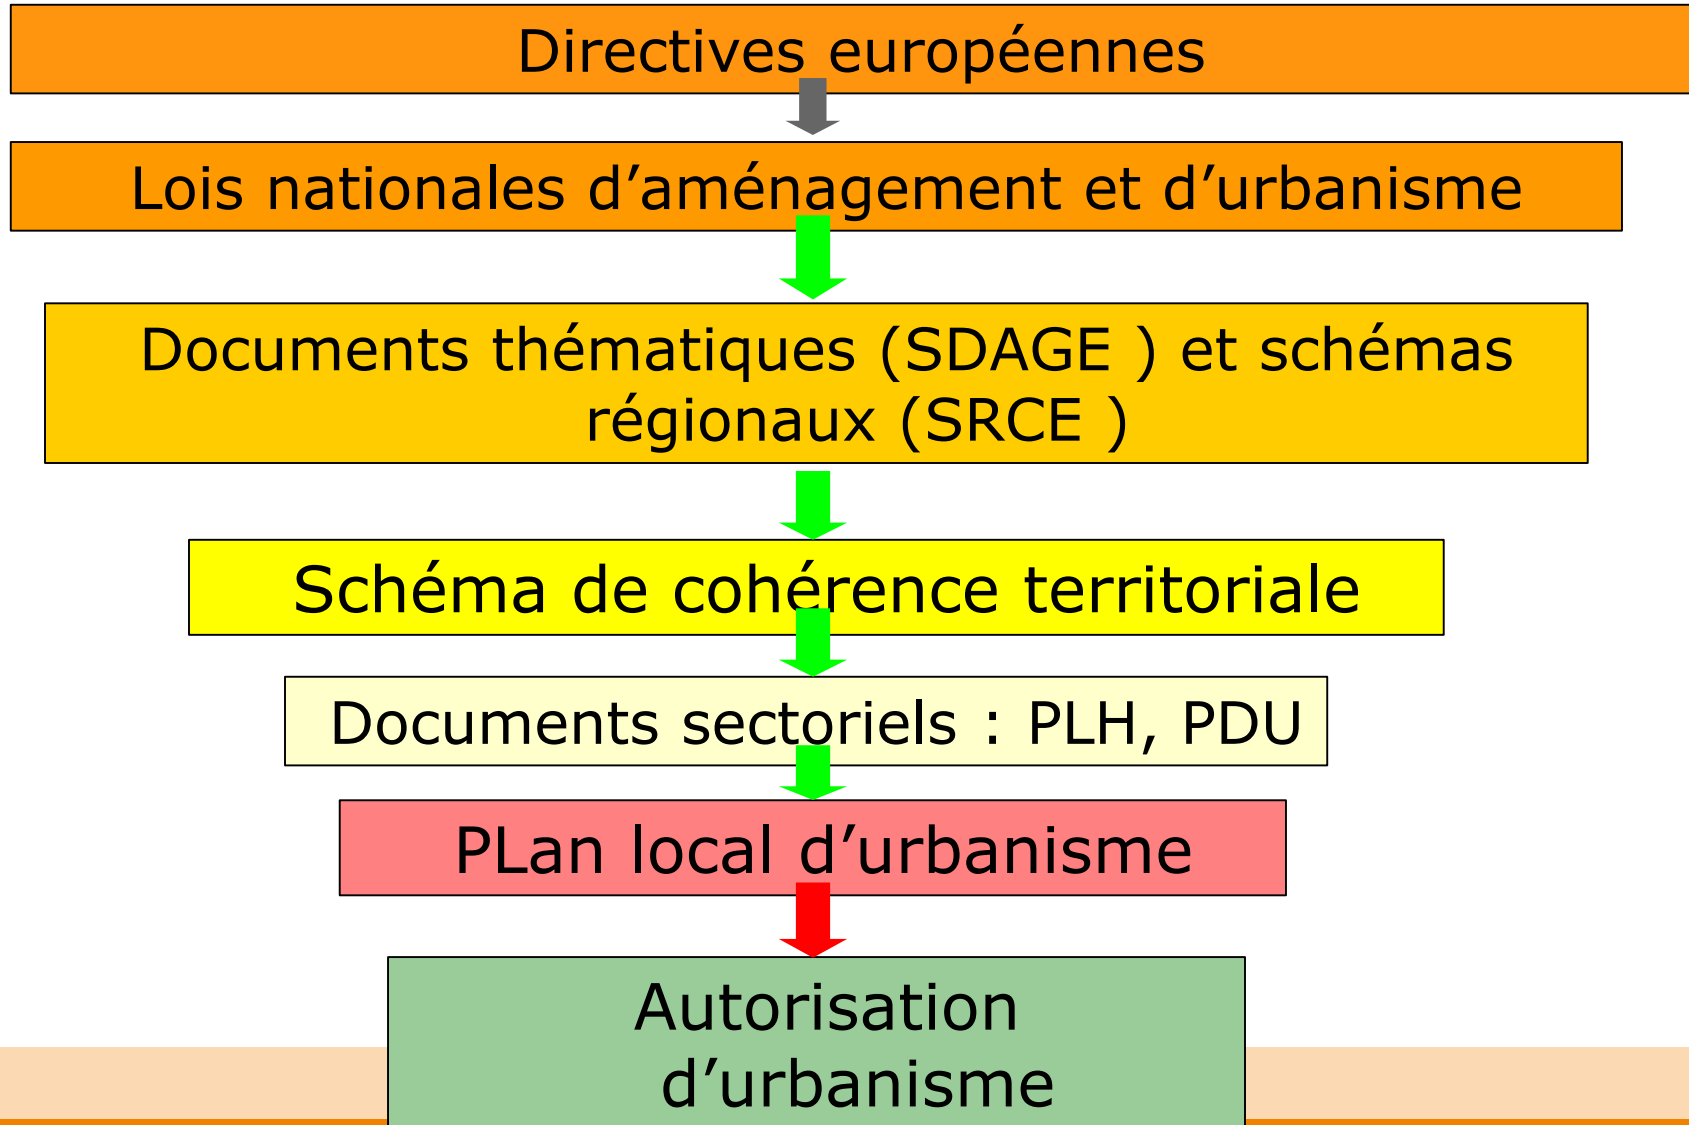 Directives européennes
Lois nationales d’aménagement et d’urbanisme
Documents thématiques (SDAGE ) et schémas
régionaux (SRCE )
Schéma de cohérence territoriale
Documents sectoriels : PLH, PDU
PLan local d’urbanisme
Autorisation
d’urbanisme